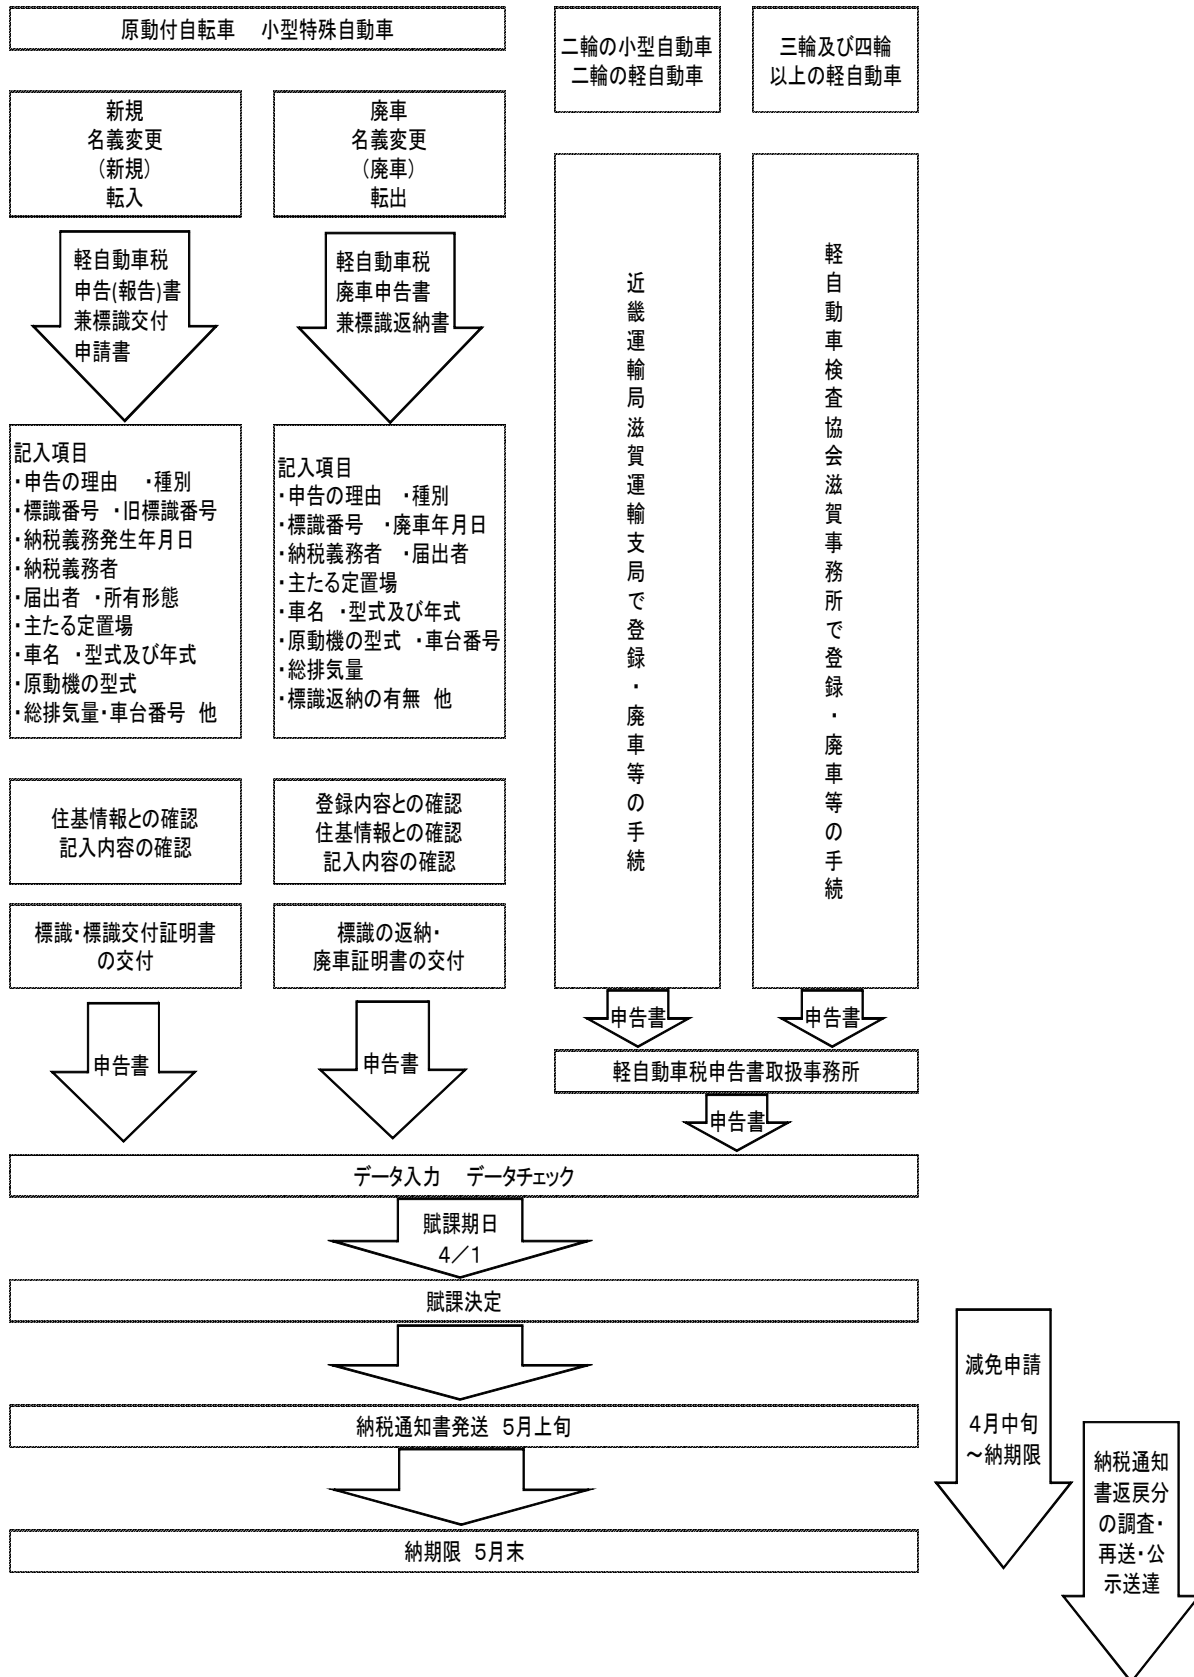 原動付自転車　小型特殊自動車
二輪の小型自動車
二輪の軽自動車
三輪及び四輪
以上の軽自動車
新規
名義変更
(新規)
転入
廃車
名義変更
(廃車)
転出
軽自動車税
申告(報告)書
兼標識交付
申請書
軽自動車税
廃車申告書
兼標識返納書
記入項目
・申告の理由　・種別
・標識番号　・旧標識番号
・納税義務発生年月日
・納税義務者
・届出者　・所有形態
・主たる定置場
・車名　・型式及び年式
・原動機の型式
・総排気量・車台番号　他
記入項目
・申告の理由　・種別
・標識番号　・廃車年月日
・納税義務者　・届出者
・主たる定置場
・車名　・型式及び年式
・原動機の型式　・車台番号
・総排気量
・標識返納の有無　他
近畿運輸局滋賀運輸支局で登録・廃車等の手続
軽自動車検査協会滋賀事務所で登録・廃車等の手続
住基情報との確認
記入内容の確認
登録内容との確認
住基情報との確認
記入内容の確認
標識・標識交付証明書
の交付
標識の返納・
廃車証明書の交付
申告書
申告書
申告書
申告書
軽自動車税申告書取扱事務所
申告書
データ入力　データチェック
賦課期日
4／1
賦課決定
納税通知書発送　5月上旬
納期限　5月末
減免申請
4月中旬
～納期限
納税通知
書返戻分
の調査・
再送・公
示送達